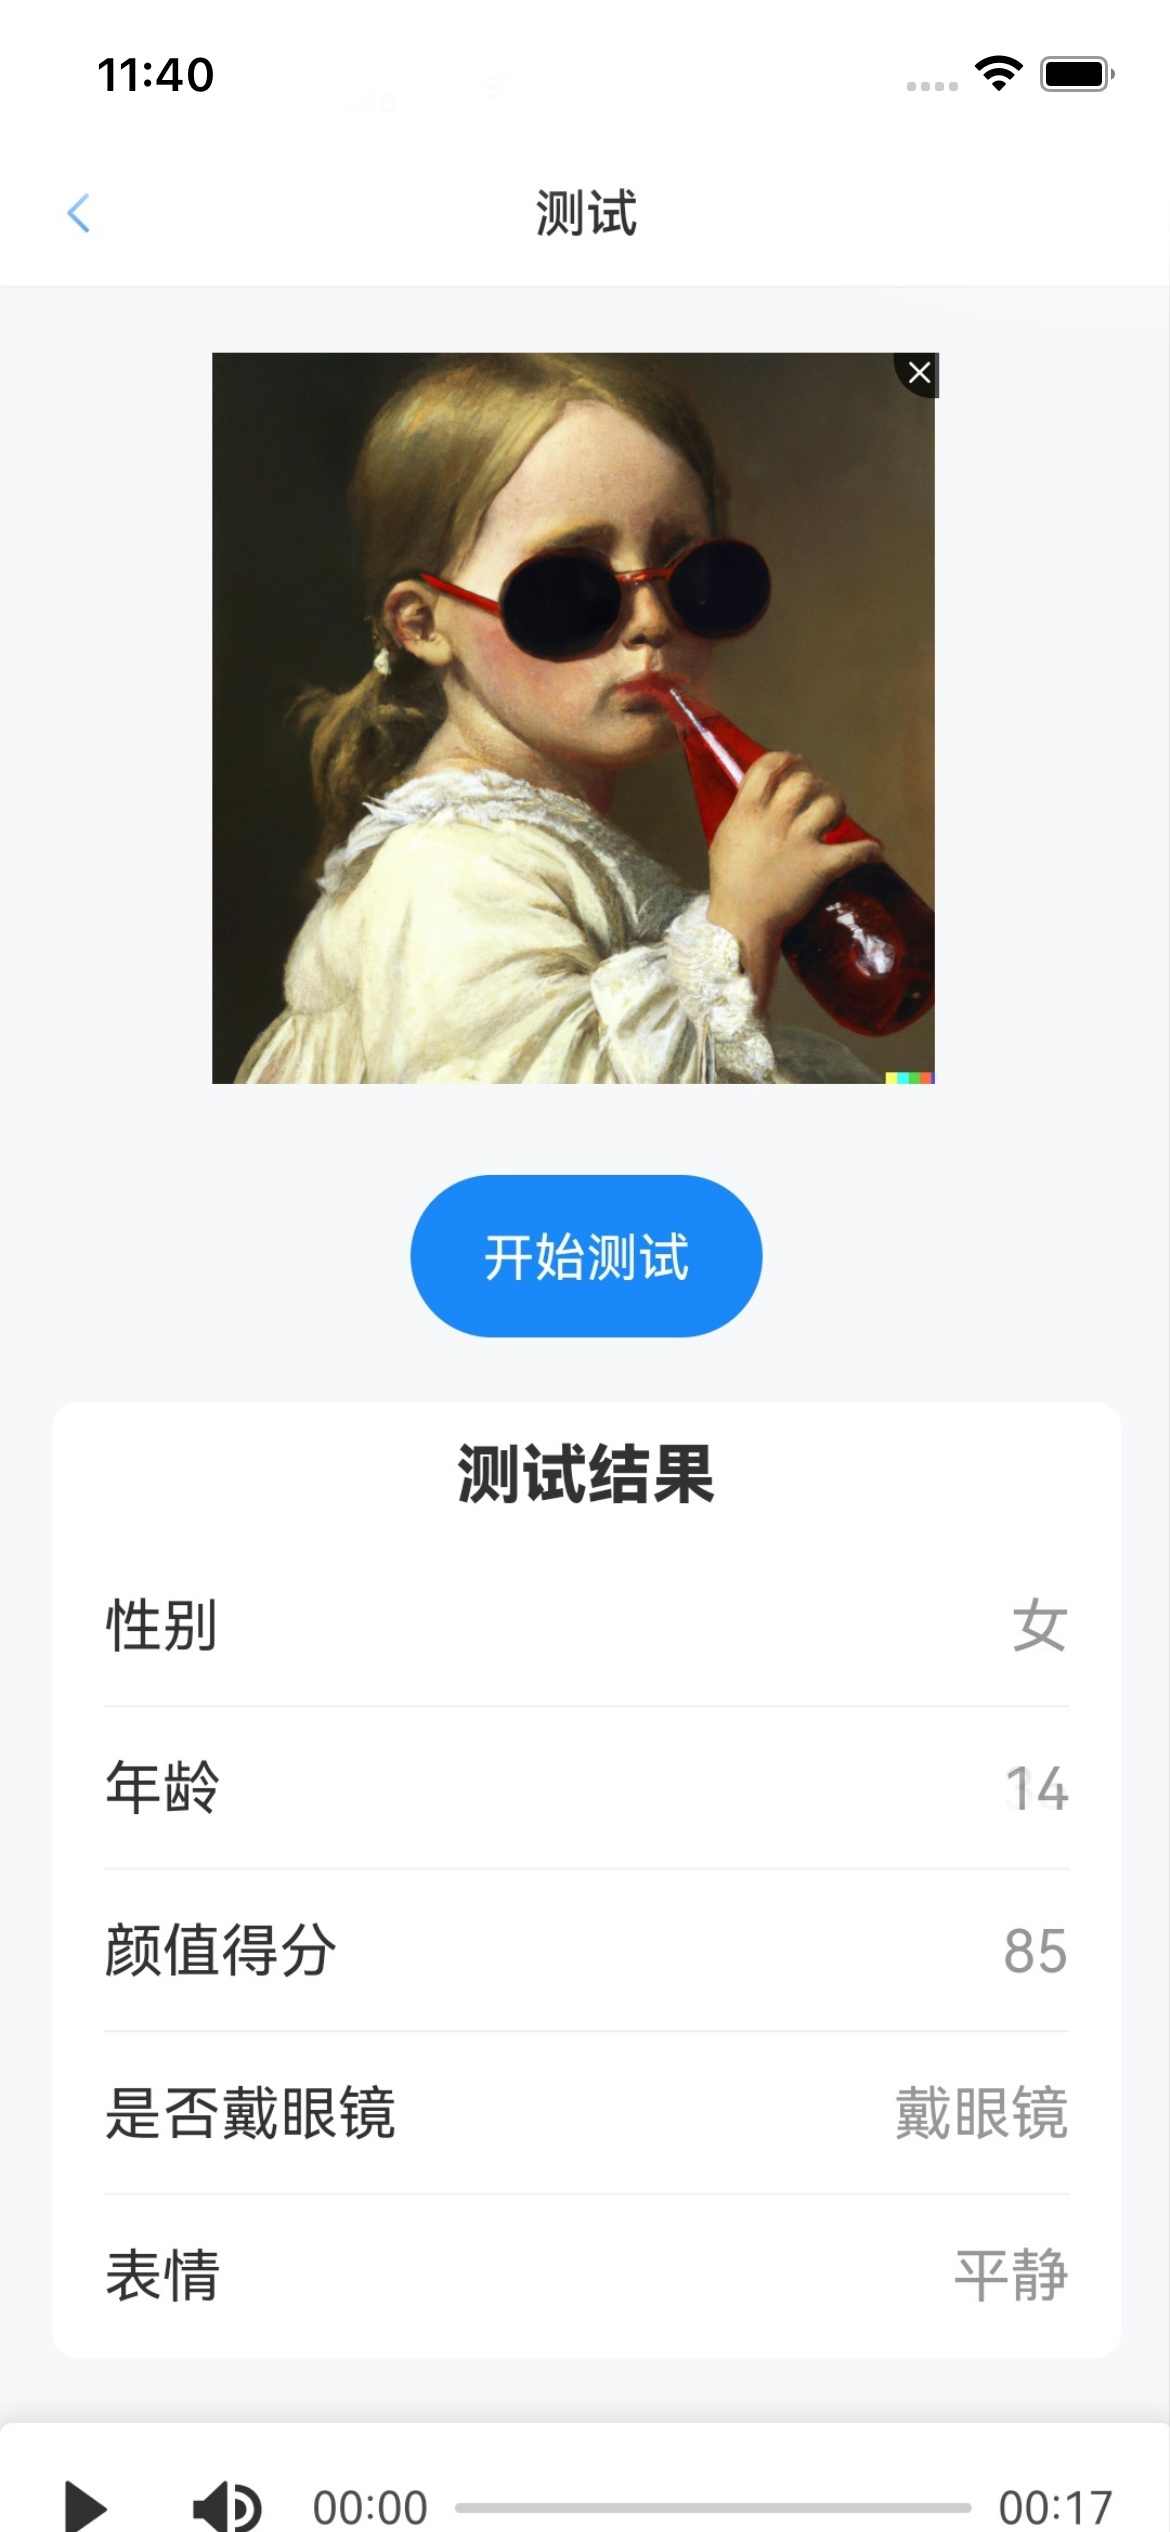 11:40
测试
开始测试
测试结果
性别 女
年龄 14
颜值得分 85
是否戴眼镜 戴眼镜
表情 平静
00:00 00:17